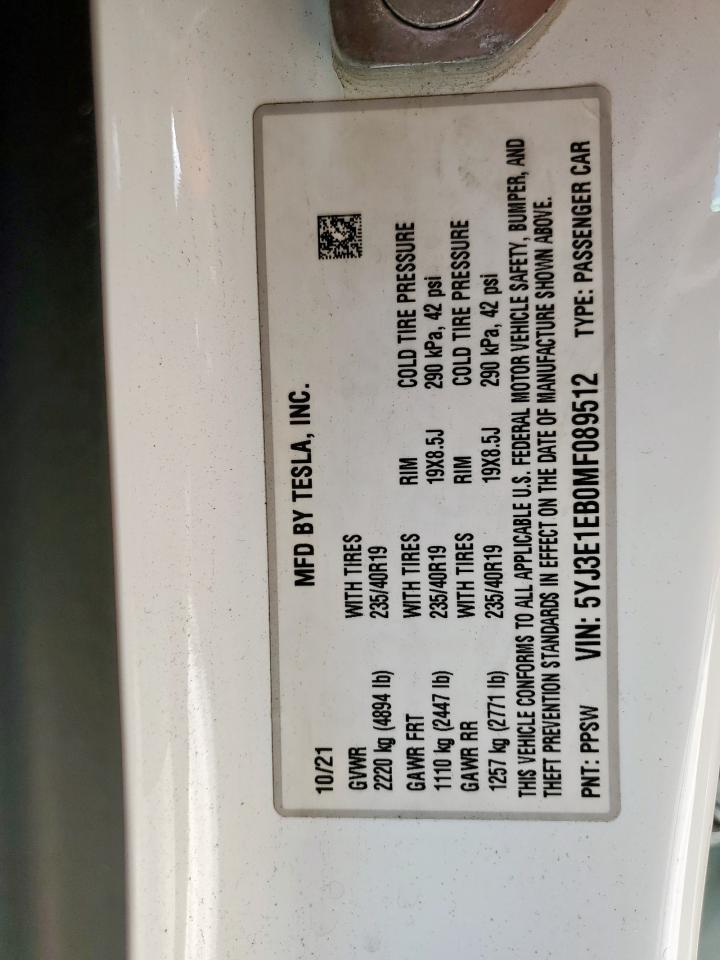 MFD BY TESLA, INC.
10/21
GVWR WITH TIRES
2220 kg (4894 lb) 235/40R19
GAWR FRT WITH TIRES RIM COLD TIRE PRESSURE
1110 kg (2447 lb) 235/40R19 19X8.5J 290 kPa, 42 psi
GAWR RR WITH TIRES RIM COLD TIRE PRESSURE
1257 kg (2771 lb) 235/40R19 19X8.5J 290 kPa, 42 psi
THIS VEHICLE CONFORMS TO ALL APPLICABLE U.S. FEDERAL MOTOR VEHICLE SAFETY, BUMPER, AND
THEFT PREVENTION STANDARDS IN EFFECT ON THE DATE OF MANUFACTURE SHOWN ABOVE.
PNT: PPSW VIN: 5YJ3E1EB0MF089512 TYPE: PASSENGER CAR